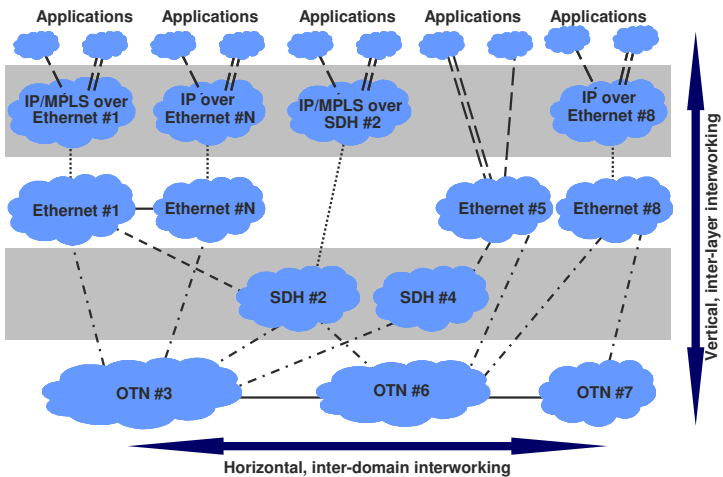 Applications
Applications
Applications
Applications
Applications
IP/MPLS over
Ethernet #1
IP over
Ethernet #N
IP/MPLS over
SDH #2
IP over
Ethernet #8
Ethernet #1
Ethernet #N
Ethernet #5
Ethernet #8
SDH #2
SDH #4
OTN #3
OTN #6
OTN #7
Vertical, inter-layer interworking
Horizontal, inter-domain interworking